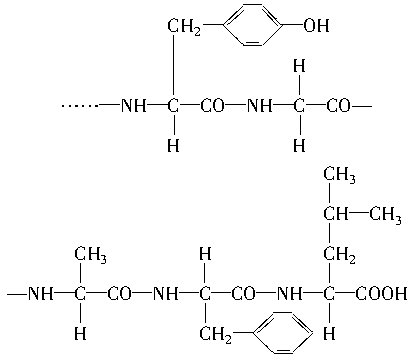 CH2 OH
H
NH—C—CO—NH—C—CO—
H H
CH3
CH—CH3
CH3 H CH2
—NH—C—CO—NH—C—CO—NH—C—COOH
H CH2 H